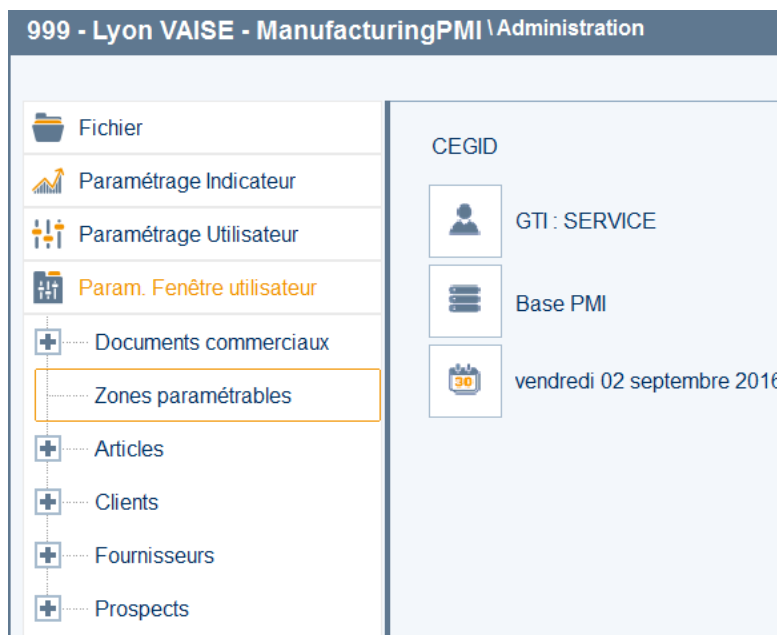 999 - Lyon VAISE - ManufacturingPMI \ Administration
Fichier
Paramétrage Indicateur
Paramétrage Utilisateur
Param. Fenêtre utilisateur
Documents commerciaux
Zones paramétrables
Articles
Clients
Fournisseurs
Prospects
CEGID
GTI : SERVICE
Base PMI
30
vendredi 02 septembre 2016